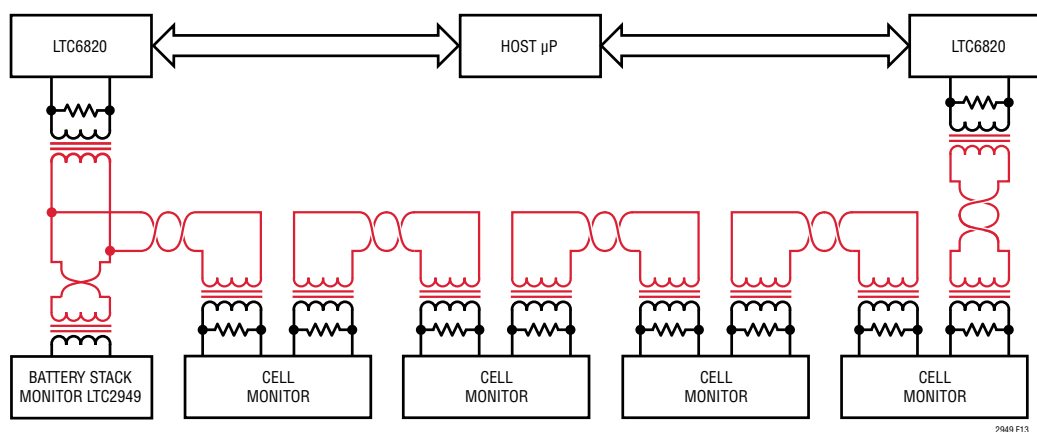 LTC6820
HOST µP
LTC6820
BATTERY STACK
MONITOR LTC2949
CELL
MONITOR
CELL
MONITOR
CELL
MONITOR
CELL
MONITOR
2949 F13